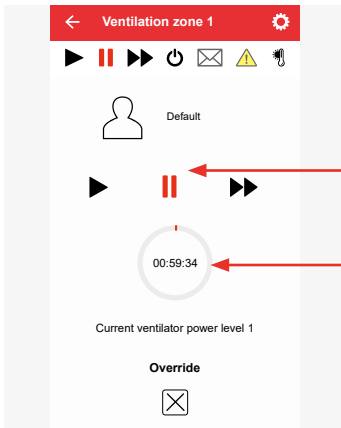 Ventilation zone 1
Default
00:59:34
Current ventilator power level 1
Override